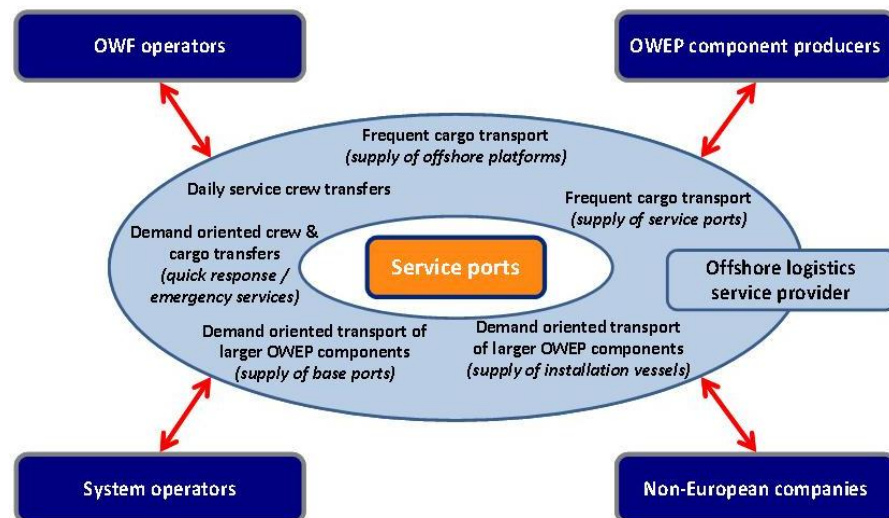 OWF operators
OWEP component producers
Frequent cargo transport
(supply of offshore platforms)
Daily service crew transfers
Frequent cargo transport
(supply of service ports)
Demand oriented crew &
cargo transfers
(quick response /
emergency services)
Service ports
Offshore logistics
service provider
Demand oriented transport of
larger OWEP components
(supply of base ports)
Demand oriented transport
of larger OWEP components
(supply of installation vessels)
System operators
Non-European companies